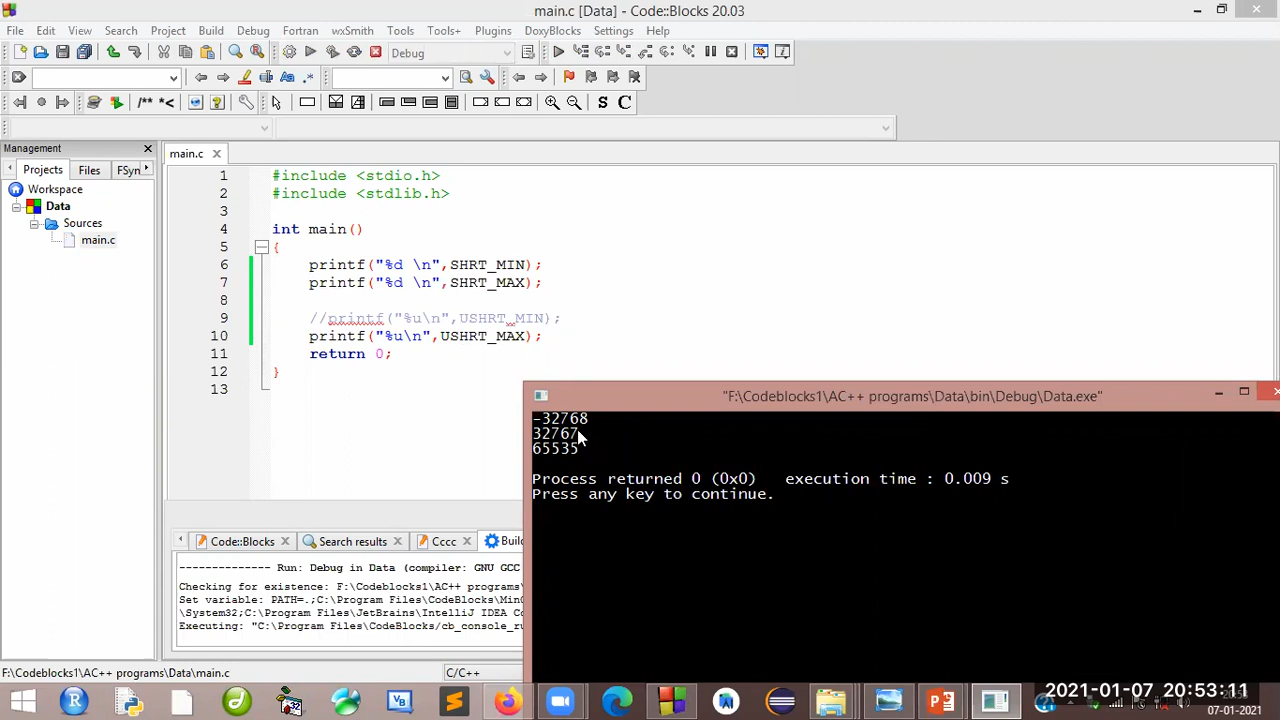 main.c [Data] - Code::Blocks 20.03
File Edit View Search Project Build Debug Fortran wxSmith Tools Tools+ Plugins DoxyBlocks Settings Help
Debug
/** *<
S C
Management
main.c
Projects Files FSyn
Workspace
Data
Sources
main.c
1 #include <stdio.h>
2 #include <stdlib.h>
3
4 int main()
5 {
6 printf("%d \n",SHRT_MIN);
7 printf("%d \n",SHRT_MAX);
8
9 //printf("%u\n",USHRT_MIN);
10 printf("%u\n",USHRT_MAX);
11 return 0;
12 }
13
"F:\Codeblocks1\AC++ programs\Data\bin\Debug\Data.exe"
-32768
32767
65535
Process returned 0 (0x0) execution time : 0.009 s
Press any key to continue.
Code::Blocks Search results Cccc Buil
-------------- Run: Debug in Data (compiler: GNU GCC
Checking for existence: F:\Codeblocks1\AC++ programs\
Set variable: PATH=.;C:\Program Files\CodeBlocks\MinG
\System32;C:\Program Files\JetBrains\IntelliJ IDEA Co
Executing: "C:\Program Files\CodeBlocks/cb_console_ru
F:\Codeblocks1\AC++ programs\Data\main.c C/C++
2021-01-07 20:53:11
07-01-2021